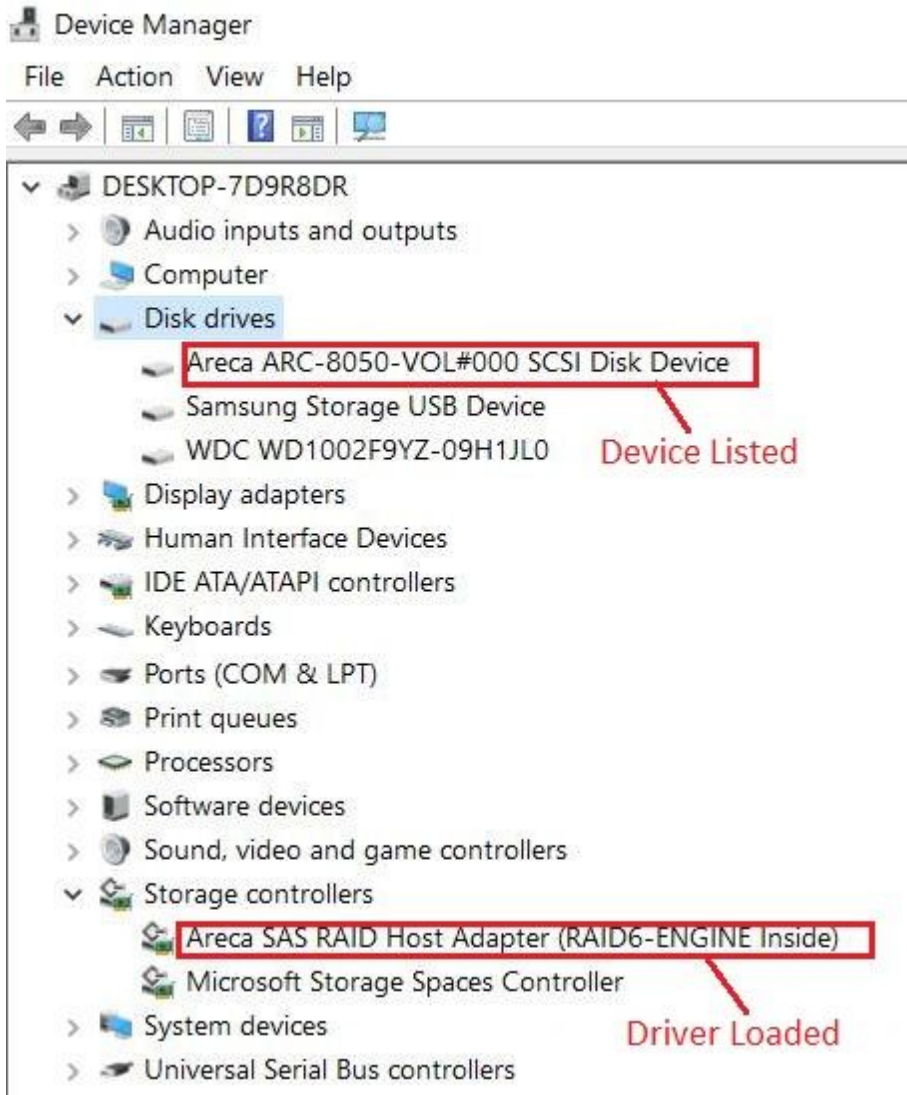 Device Manager
File Action View Help
DESKTOP-7D9R8DR
Audio inputs and outputs
Computer
Disk drives
Areca ARC-8050-VOL#000 SCSI Disk Device
Samsung Storage USB Device
WDC WD1002F9YZ-09H1JL0
Device Listed
Display adapters
Human Interface Devices
IDE ATA/ATAPI controllers
Keyboards
Ports (COM & LPT)
Print queues
Processors
Software devices
Sound, video and game controllers
Storage controllers
Areca SAS RAID Host Adapter (RAID6-ENGINE Inside)
Microsoft Storage Spaces Controller
System devices
Driver Loaded
Universal Serial Bus controllers